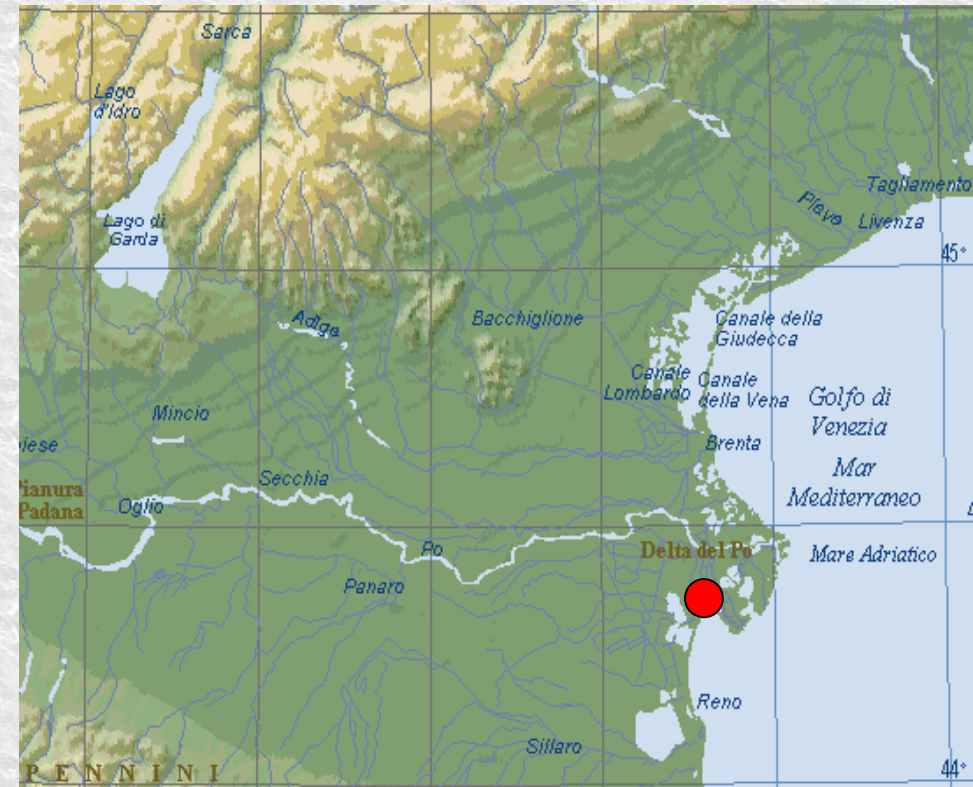 Sarca
Lago
d'Idro
Tagliamento
Piave
Livenza
Lago di
Garda
45°
Adige
Bacchiglione
Canale della
Giudecca
Canale
Lombardo
Canale
della Vena
Golfo di
Venezia
Mincio
Brenta
iese
Mar
Mediterraneo
Secchia
Pianura
Padana
Oglio
Po
Delta del Po
Mare Adriatico
Panaro
Reno
Sillaro
PENNINI
44°